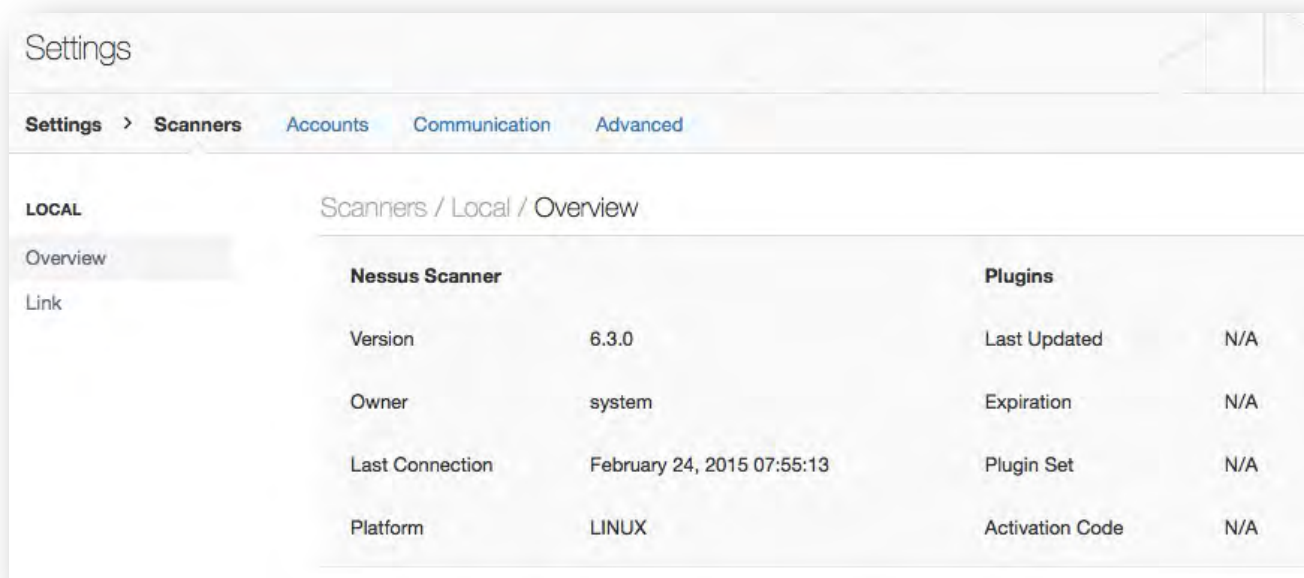 Settings
Settings > Scanners Accounts Communication Advanced
LOCAL
Overview
Link
Scanners / Local / Overview
Nessus Scanner Plugins
Version 6.3.0 Last Updated N/A
Owner system Expiration N/A
Last Connection February 24, 2015 07:55:13 Plugin Set N/A
Platform LINUX Activation Code N/A